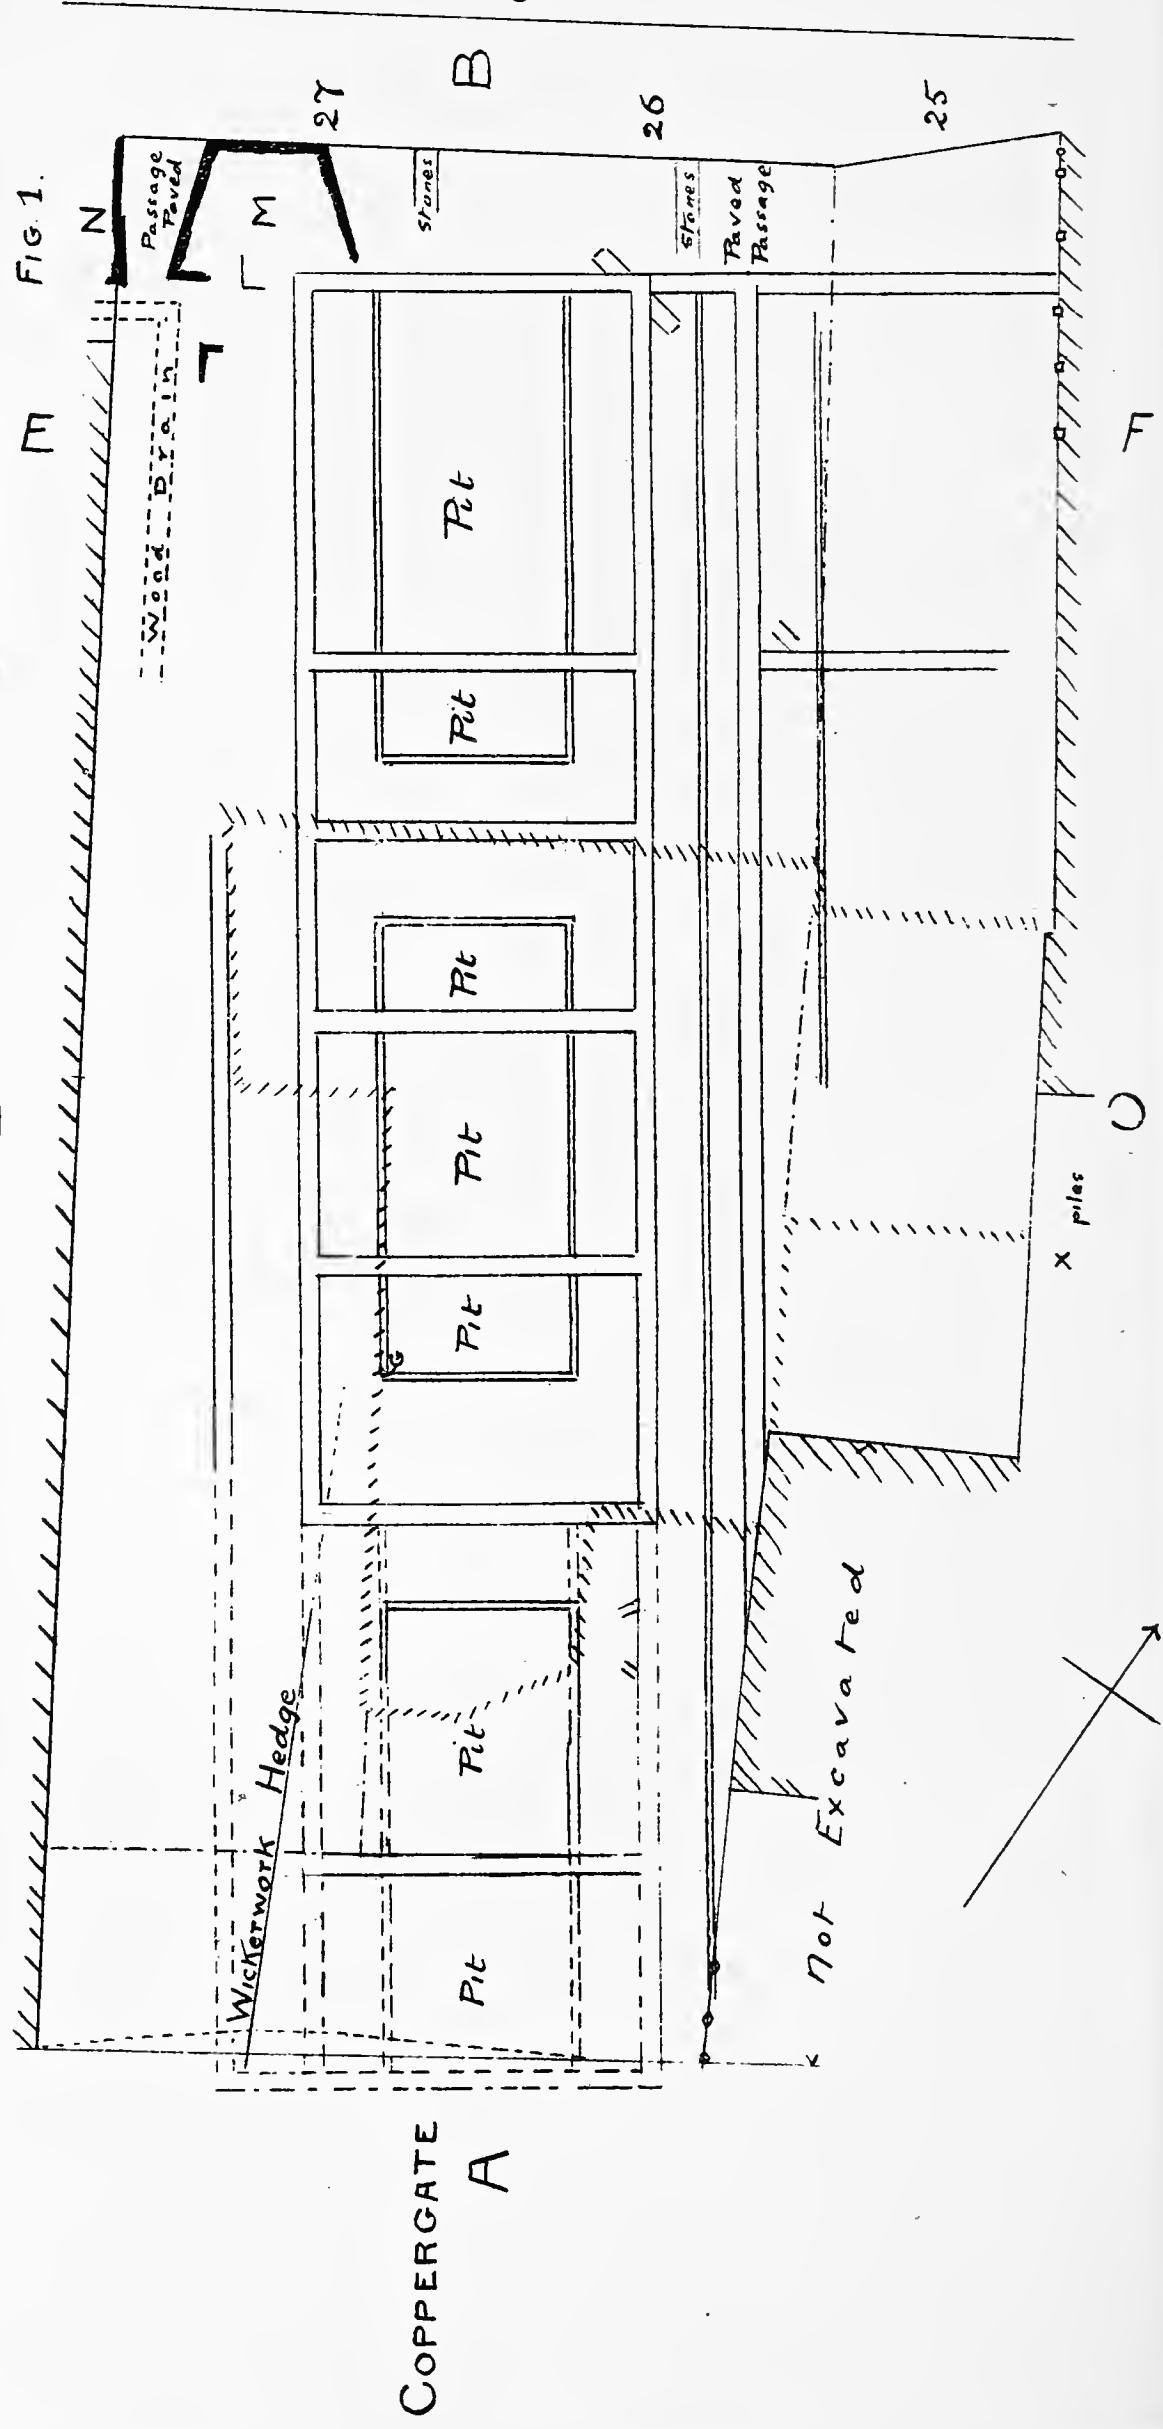 FIG 1.
E
N
Passage
Paved
M
L
27
B
stones
26
stones
Paved
Passage
25
Wood Drain
Pit
Pit
Pit
Pit
Pit
G
Pit
Pit
Wickerwork Hedge
F
C
x piles
Not Excavated
COPPERGATE
A